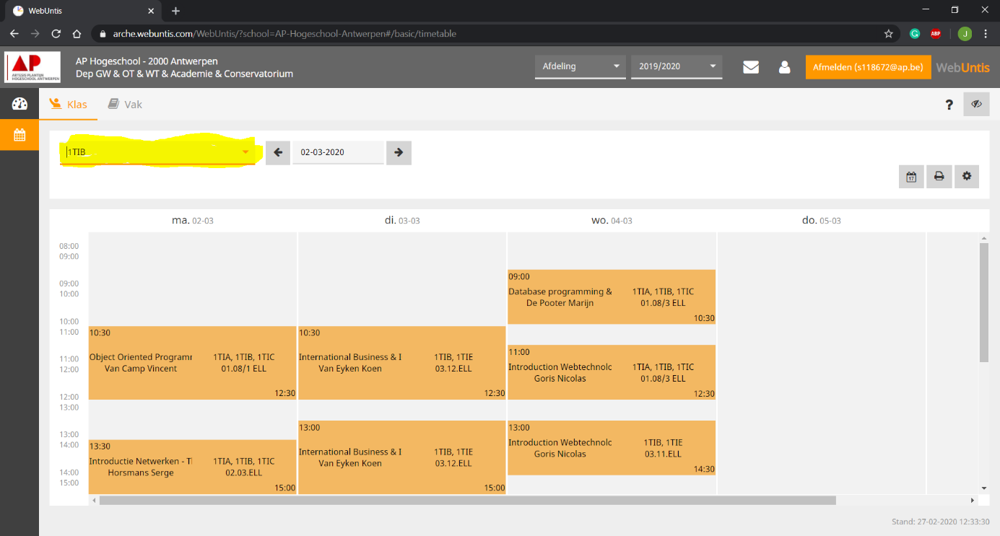 WebUntis
arche.webuntis.com/WebUntis/?school=AP-Hogeschool-Antwerpen#/basic/timetable
ABP
J
AP
ARTESIS PLANTIJN
HOGESCHOOL ANTWERPEN
AP Hogeschool - 2000 Antwerpen
Dep GW & OT & WT & Academie & Conservatorium
Afdeling
2019/2020
Afmelden (s118672@ap.be)
WebUntis
Klas
Vak
?
1TIB
02-03-2020
17
ma. 02-03
di. 03-03
wo. 04-03
do. 05-03
08:00
09:00
09:00
10:00
10:00
11:00
11:00
12:00
12:00
13:00
13:00
14:00
14:00
15:00
10:30
Object Oriented Programr
Van Camp Vincent
1TIA, 1TIB, 1TIC
01.08/1 ELL
12:30
13:30
Introductie Netwerken - TI
Horsmans Serge
1TIA, 1TIB, 1TIC
02.03.ELL
15:00
10:30
International Business & I
Van Eyken Koen
1TIB, 1TIE
03.12.ELL
12:30
13:00
International Business & I
Van Eyken Koen
1TIB, 1TIE
03.12.ELL
15:00
09:00
Database programming &
De Pooter Marijn
1TIA, 1TIB, 1TIC
01.08/3 ELL
10:30
11:00
Introduction Webtechnolc
Goris Nicolas
1TIA, 1TIB, 1TIC
01.08/3 ELL
12:30
13:00
Introduction Webtechnolc
Goris Nicolas
1TIB, 1TIE
03.11.ELL
14:30
Stand: 27-02-2020 12:33:30